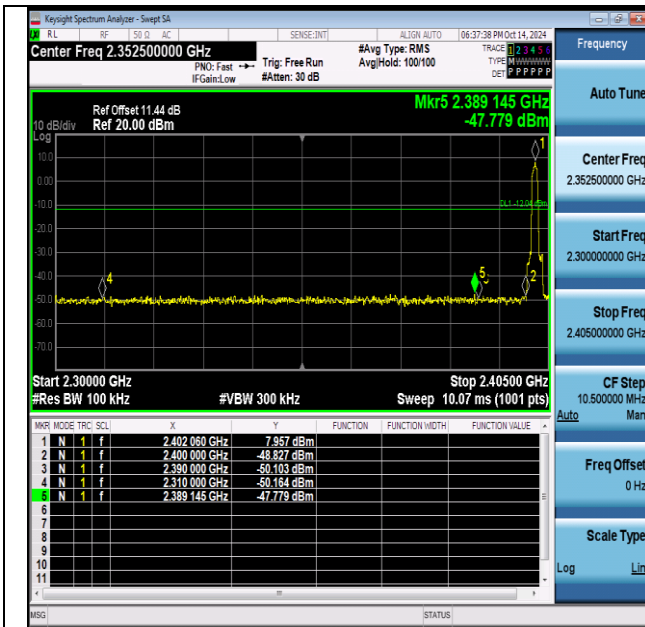 Keysight Spectrum Analyzer - Swept SA
LXI RL RF 50 Ω AC SENSE:INT ALIGN AUTO 06:37:38 PM Oct 14, 2024
Center Freq 2.352500000 GHz
#Avg Type: RMS
TRACE 1 2 3 4 5 6
PNO: Fast Trig: Free Run Avg|Hold: 100/100
TYPE M WWWWW
IFGain:Low #Atten: 30 dB
DET P P P P P P
Mkr5 2.389 145 GHz
-47.779 dBm
Ref Offset 11.44 dB
10 dB/div Ref 20.00 dBm
Log
10.0
0.00
-10.0
-20.0
-30.0
-40.0
-50.0
-60.0
-70.0
DL1 -12.04 dBm
1
4
5
2
Start 2.30000 GHz Stop 2.40500 GHz
#Res BW 100 kHz #VBW 300 kHz Sweep 10.07 ms (1001 pts)
MKR MODE TRC SCL X Y FUNCTION FUNCTION WIDTH FUNCTION VALUE
1 N 1 f 2.402 060 GHz 7.957 dBm
2 N 1 f 2.400 000 GHz -48.827 dBm
3 N 1 f 2.390 000 GHz -50.103 dBm
4 N 1 f 2.310 000 GHz -50.164 dBm
5 N 1 f 2.389 145 GHz -47.779 dBm
6
7
8
9
10
11
MSG STATUS
Frequency
Auto Tune
Center Freq
2.352500000 GHz
Start Freq
2.300000000 GHz
Stop Freq
2.405000000 GHz
CF Step
10.500000 MHz
Auto Man
Freq Offset
0 Hz
Scale Type
Log Lin